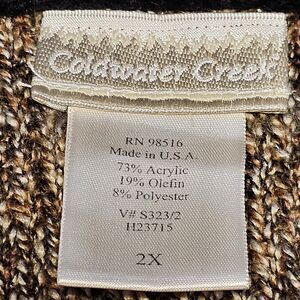 Coldwater Creek
RN 98516
Made in U.S.A.
73% Acrylic
19% Olefin
8% Polyester
V# S323/2
H23715
2X